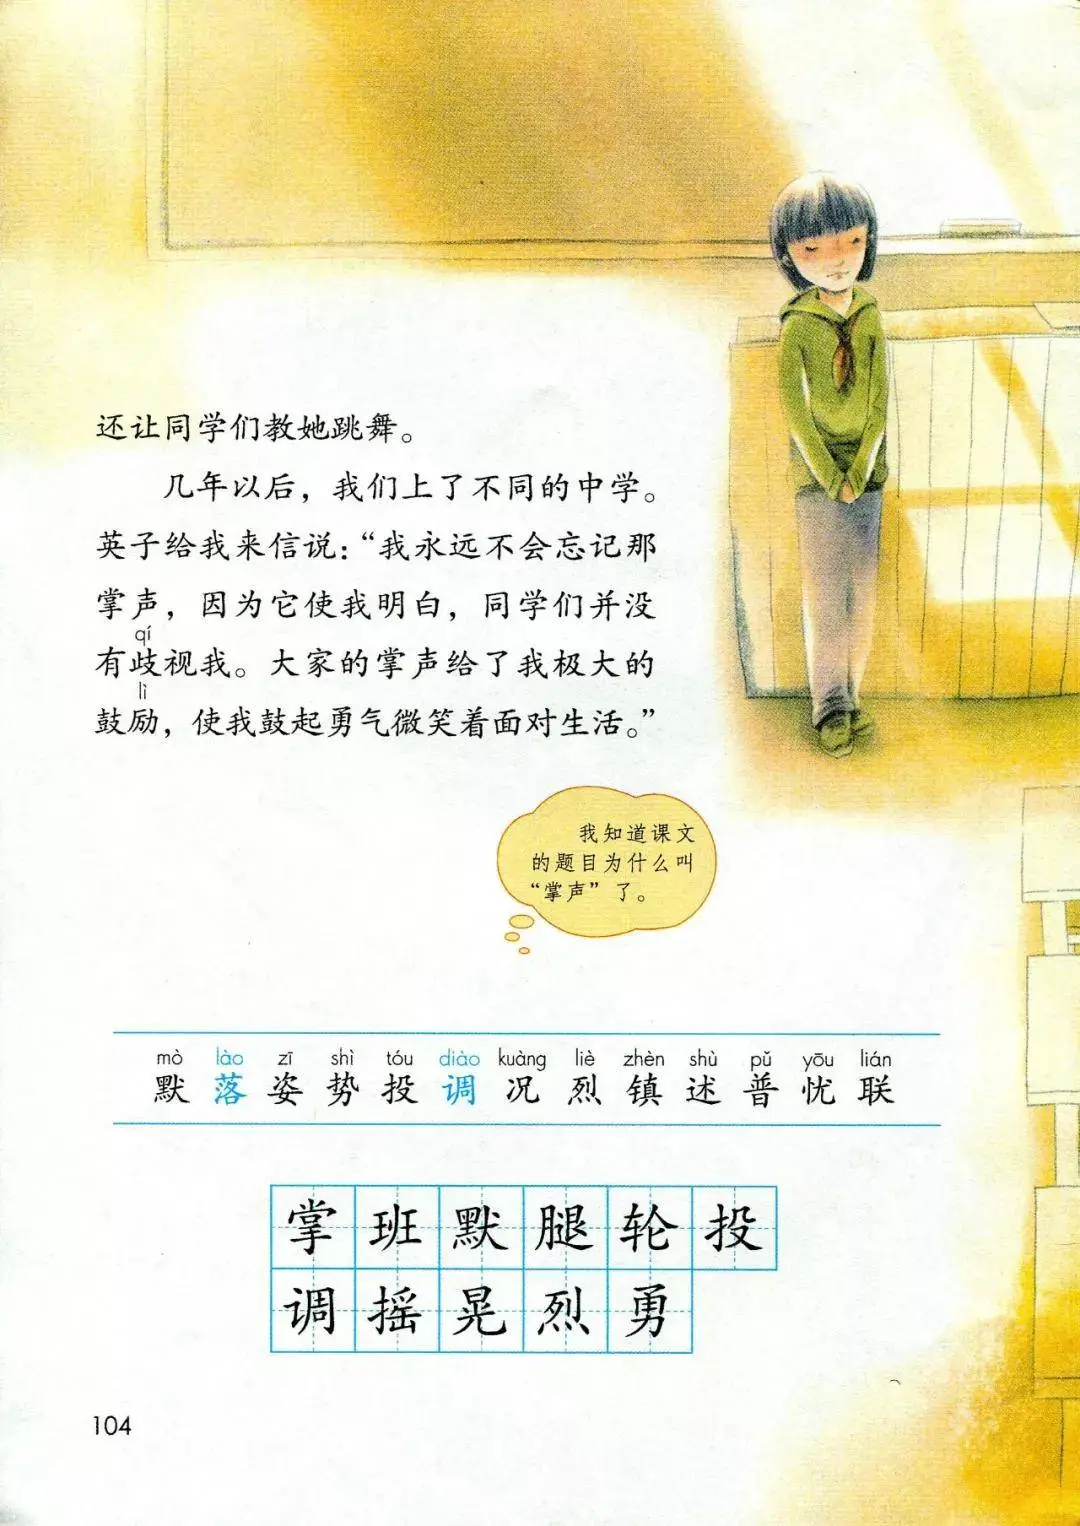 还让同学们教她跳舞。
几年以后，我们上了不同的中学。
英子给我来信说：“我永远不会忘记那
掌声，因为它使我明白，同学们并没
qí
有歧视我。大家的掌声给了我极大的
lì
鼓励，使我鼓起勇气微笑着面对生活。”
我知道课文
的题目为什么叫
“掌声”了。
mò lào zī shì tóu diào kuàng liè zhèn shù pǔ yōu lián
默 落 姿 势 投 调 况 烈 镇 述 普 忧 联
掌 班 默 腿 轮 投
调 摇 晃 烈 勇
104